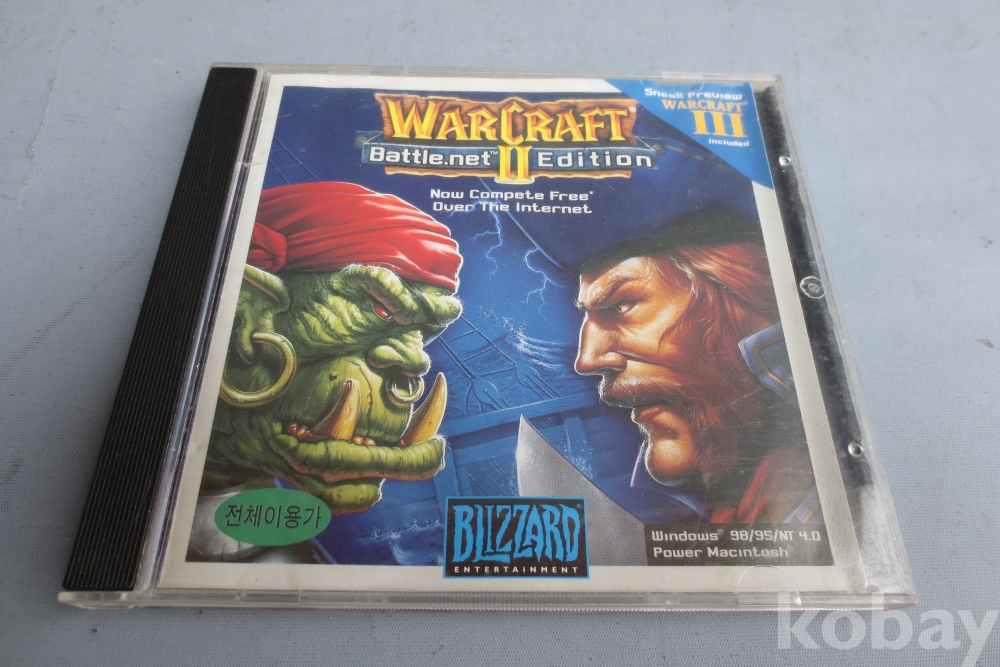 Sneak Preview
WARCRAFT®
III
Included
WARCRAFT®
Battle.net™ II Edition
Now Compete Free*
Over The Internet
전체이용가
BLIZZARD
ENTERTAINMENT
Windows® 98/95/NT 4.0
Power Macintosh®
kobay